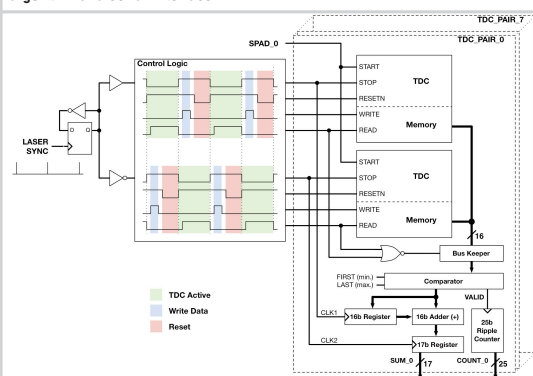 TDC_PAIR_7
TDC_PAIR_0
SPAD_0
Control Logic
START
STOP
RESETN
WRITE
READ
TDC
Memory
D Q
LASER
SYNC
START
STOP
RESETN
WRITE
READ
TDC
Memory
16
Bus Keeper
FIRST (min.)
LAST (max.)
Comparator
VALID
TDC Active
Write Data
Reset
CLK1
16b Register
16b Adder (+)
25b
Ripple
Counter
CLK2
17b Register
SUM_0
17
COUNT_0
25